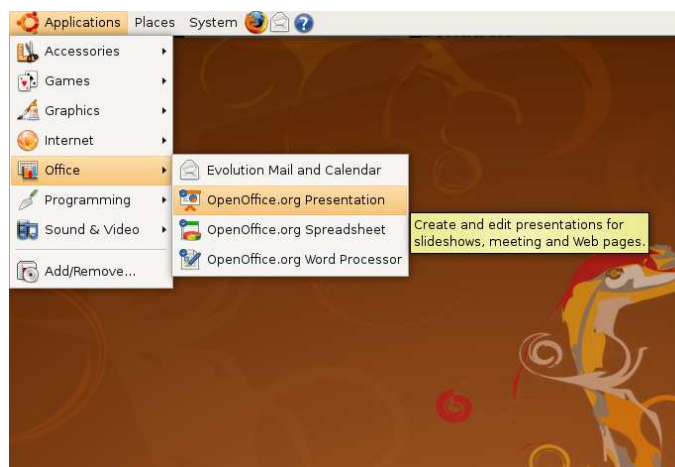 Applications Places System
Accessories
Games
Graphics
Internet
Office
Programming
Sound & Video
Add/Remove...
Evolution Mail and Calendar
OpenOffice.org Presentation
OpenOffice.org Spreadsheet
OpenOffice.org Word Processor
Create and edit presentations for
slideshows, meeting and Web pages.